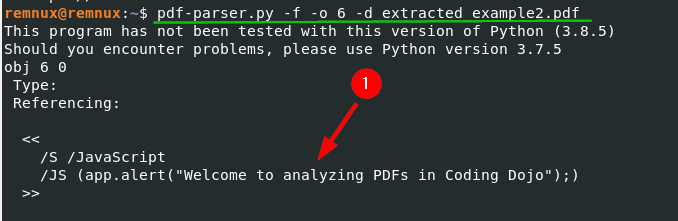 remnux@remnux:~$ pdf-parser.py -f -o 6 -d extracted example2.pdf
This program has not been tested with this version of Python (3.8.5)
Should you encounter problems, please use Python version 3.7.5
obj 6 0
 Type:
 Referencing:
1
  <<
    /S /JavaScript
    /JS (app.alert("Welcome to analyzing PDFs in Coding Dojo");)
  >>